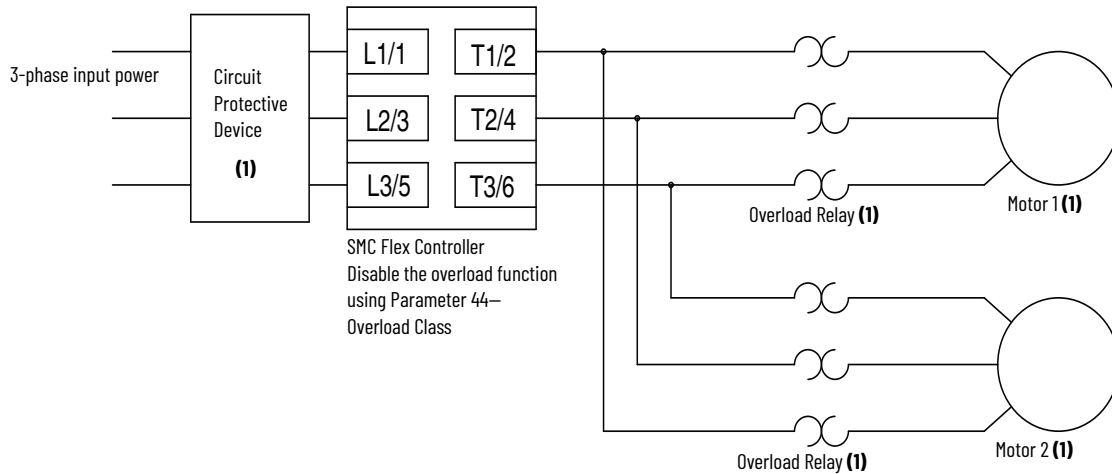 3-phase input power
Circuit
Protective
Device
(1)
L1/1
T1/2
L2/3
T2/4
L3/5
T3/6
SMC Flex Controller
Disable the overload function
using Parameter 44—
Overload Class
Overload Relay (1)
Motor 1 (1)
Overload Relay (1)
Motor 2 (1)